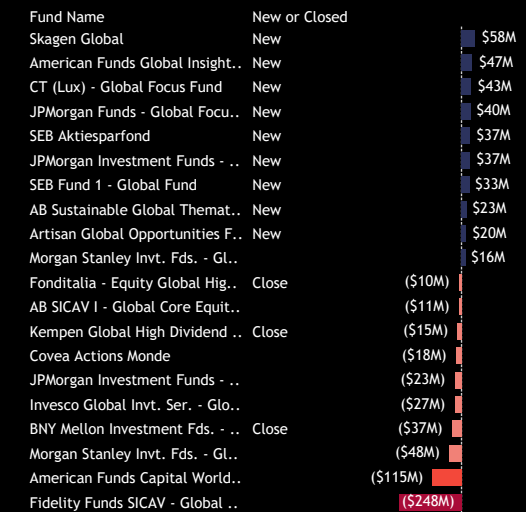 Fund Name New or Closed
Skagen Global New $58M
American Funds Global Insight.. New $47M
CT (Lux) - Global Focus Fund New $43M
JPMorgan Funds - Global Focu.. New $40M
SEB Aktiesparfond New $37M
JPMorgan Investment Funds - .. New $37M
SEB Fund 1 - Global Fund New $33M
AB Sustainable Global Themat.. New $23M
Artisan Global Opportunities F.. New $20M
Morgan Stanley Invt. Fds. - Gl.. $16M
Fonditalia - Equity Global Hig.. Close ($10M)
AB SICAV I - Global Core Equit.. ($11M)
Kempen Global High Dividend .. Close ($15M)
Covea Actions Monde ($18M)
JPMorgan Investment Funds - .. ($23M)
Invesco Global Invt. Ser. - Glo.. ($27M)
BNY Mellon Investment Fds. - .. Close ($37M)
Morgan Stanley Invt. Fds. - Gl.. ($48M)
American Funds Capital World.. ($115M)
Fidelity Funds SICAV - Global .. ($248M)